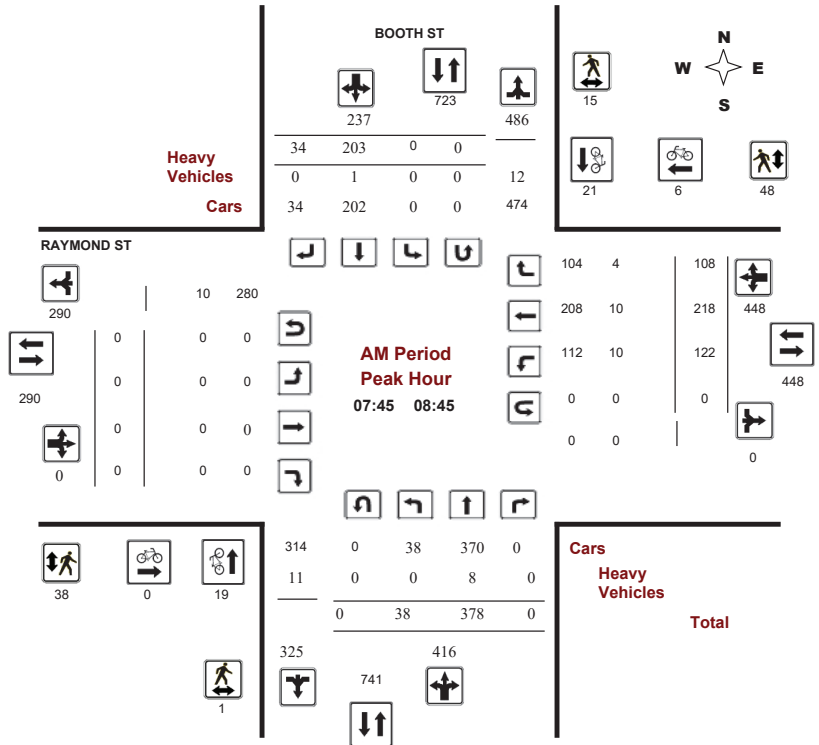 BOOTH ST
N
W E
S
723
15
237 486
34 203 0 0
Heavy
Vehicles
0 1 0 0 12
Cars
34 202 0 0 474
21 6 48
RAYMOND ST
104 4 108
290
10 280
208 10 218 448
0 0 0
AM Period
Peak Hour
07:45 08:45
112 10 122
448
290
0 0 0
0 0 0
0 0 0
0 0
0
0 0 0 0
314 0 38 370 0
Cars
11 0 0 8 0
Heavy
Vehicles
38 0 19
0 38 378 0
Total
325 416
741
1